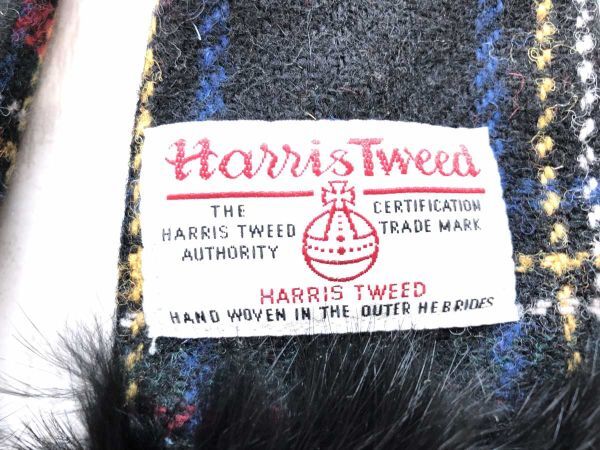 Harris Tweed
THE
HARRIS TWEED
AUTHORITY
CERTIFICATION
TRADE MARK
HARRIS TWEED
HAND WOVEN IN THE OUTER HEBRIDES